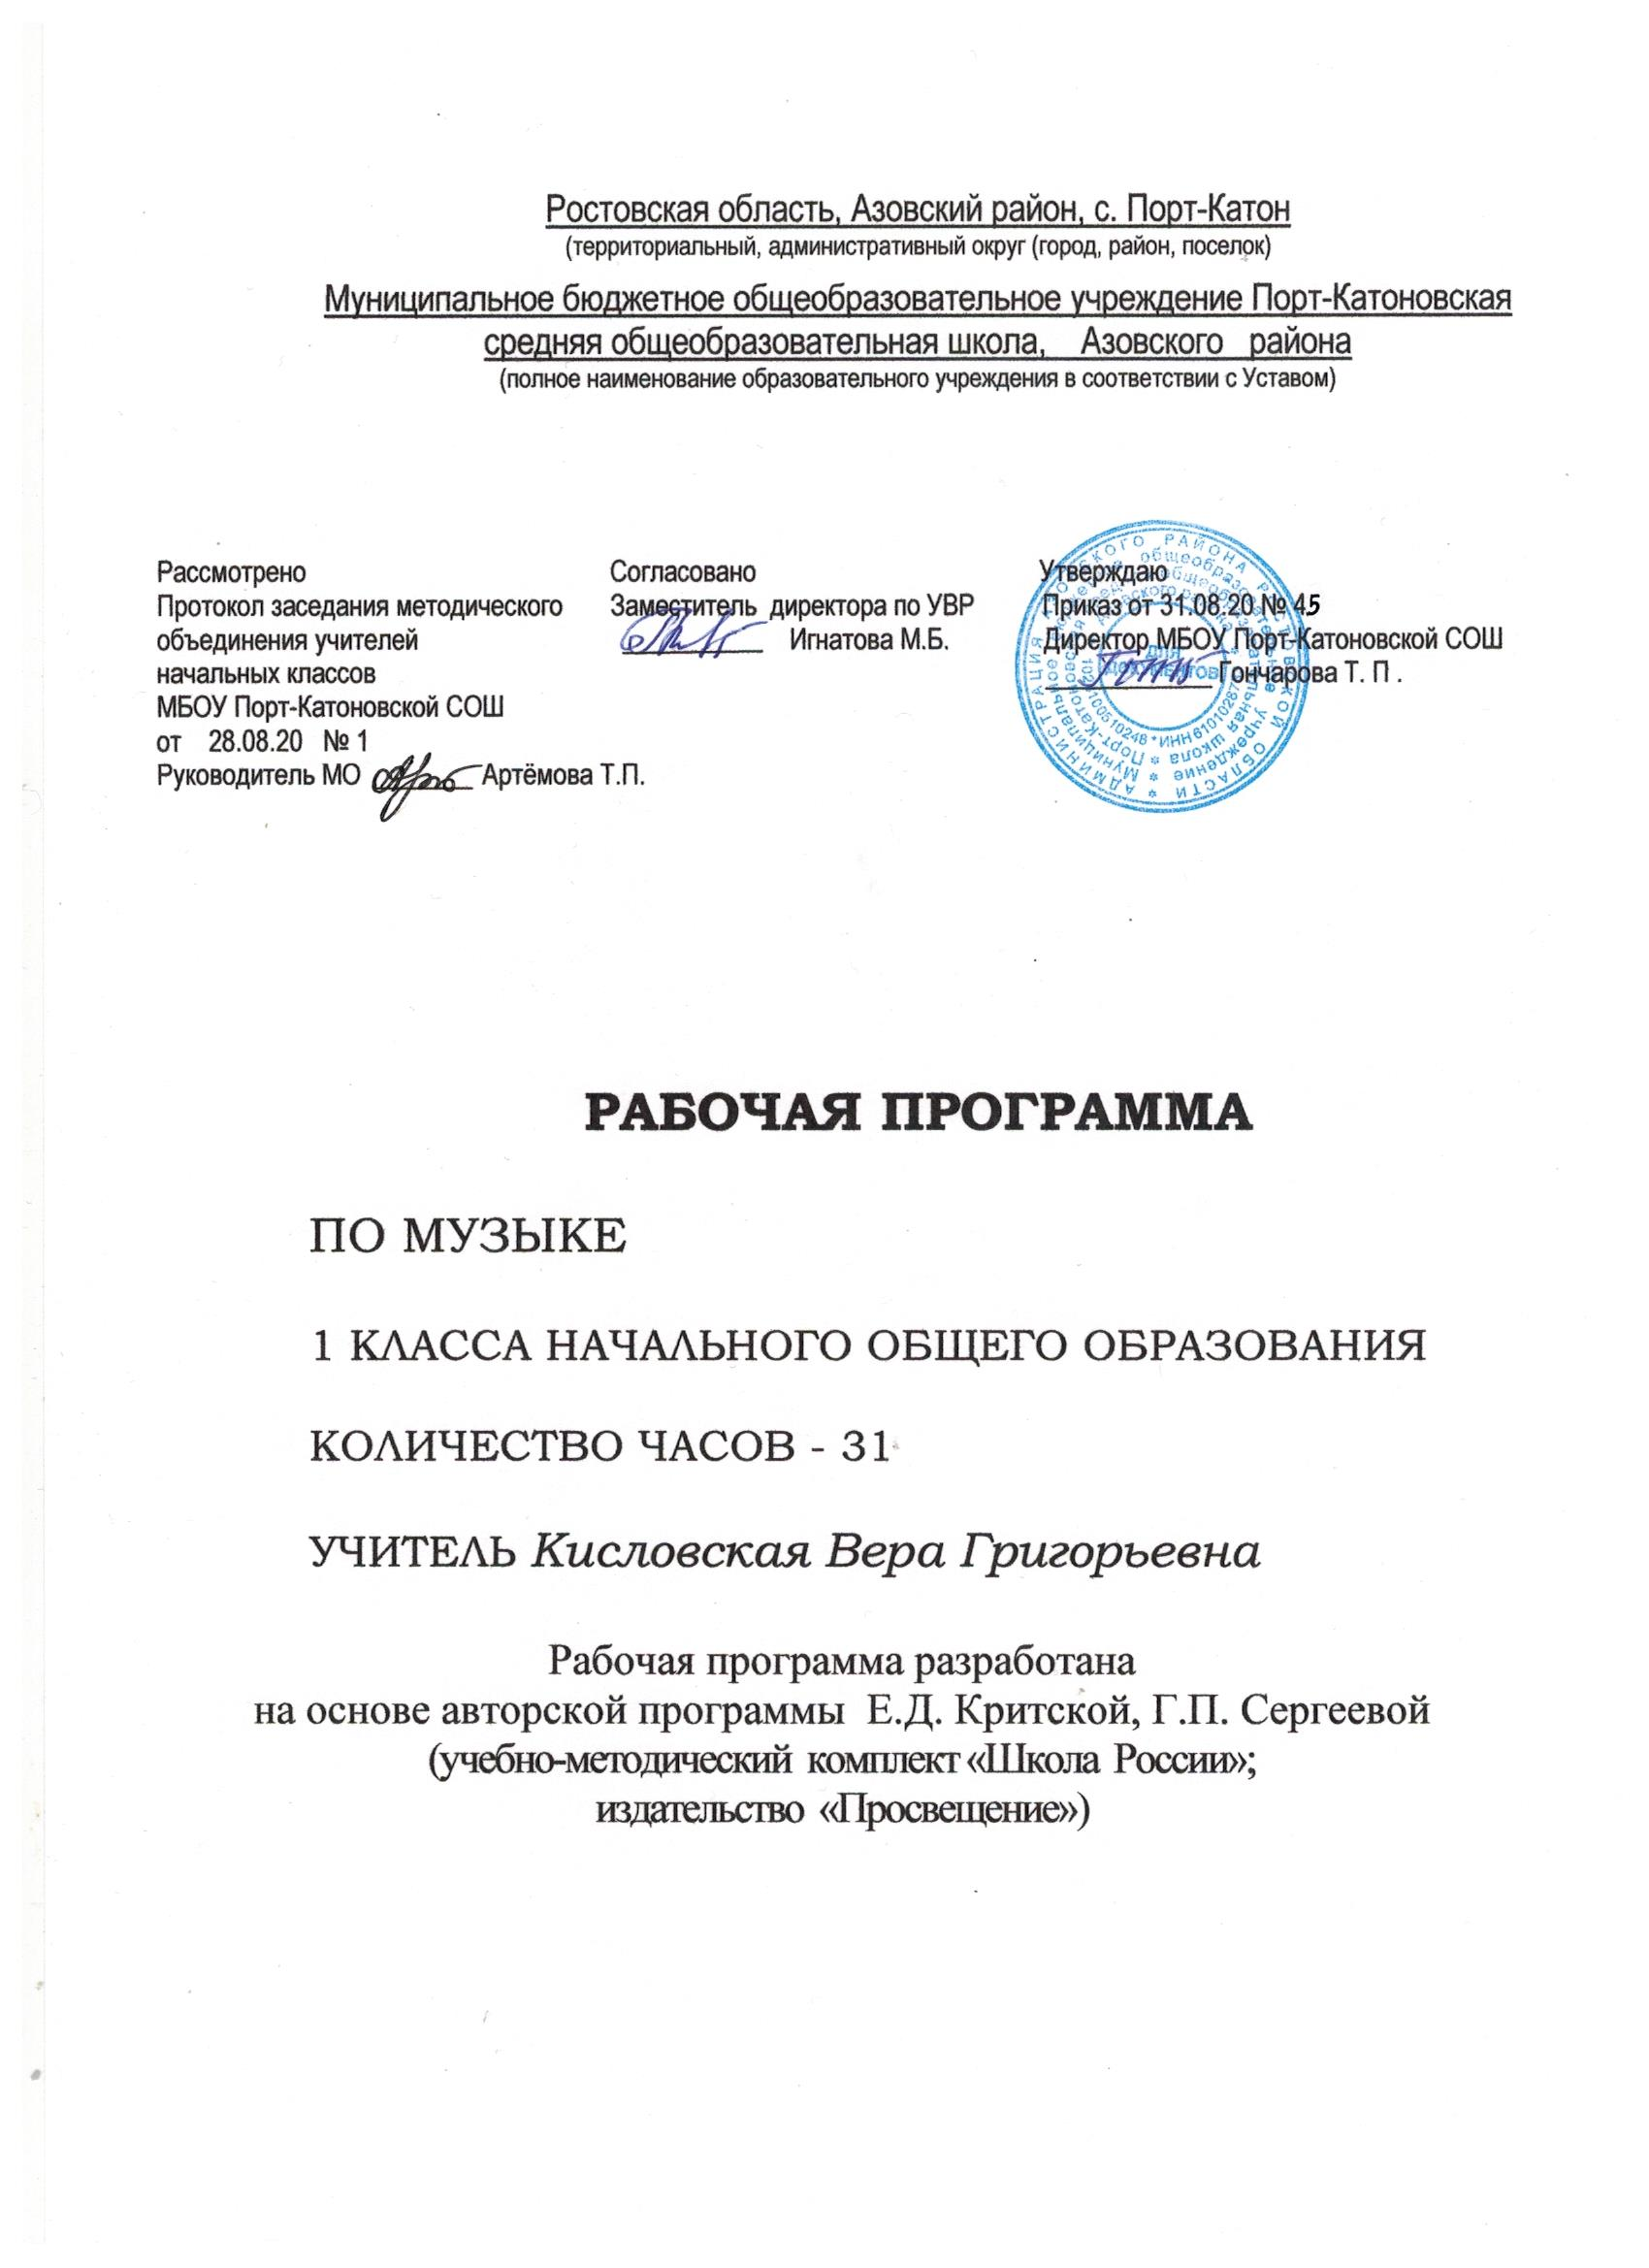 Ростовская область, Азовский район, с. Порт-Катон
(территориальный, административный округ (город, район, поселок)
Муниципальное бюджетное общеобразовательное учреждение Порт-Катоновская
средняя общеобразовательная школа, Азовского района
(полное наименование образовательного учреждения в соответствии с Уставом)
Рассмотрено
Протокол заседания методического
объединения учителей
начальных классов
МБОУ Порт-Катоновской СОШ
от 28.08.20 № 1
Руководитель МО Артёмова Т.П.
Согласовано
Заместитель директора по УВР
Игнатова М.Б.
Утверждаю
Приказ от 31.08.20 № 45
Директор МБОУ Порт-Катоновской СОШ
Гончарова Т. П .
ДЛЯ
ДОКУМЕНТОВ
РАБОЧАЯ ПРОГРАММА
ПО МУЗЫКЕ
1 КЛАССА НАЧАЛЬНОГО ОБЩЕГО ОБРАЗОВАНИЯ
КОЛИЧЕСТВО ЧАСОВ - 31
УЧИТЕЛЬ Кисловская Вера Григорьевна
Рабочая программа разработана
на основе авторской программы Е.Д. Критской, Г.П. Сергеевой
(учебно-методический комплект «Школа России»;
издательство «Просвещение»)